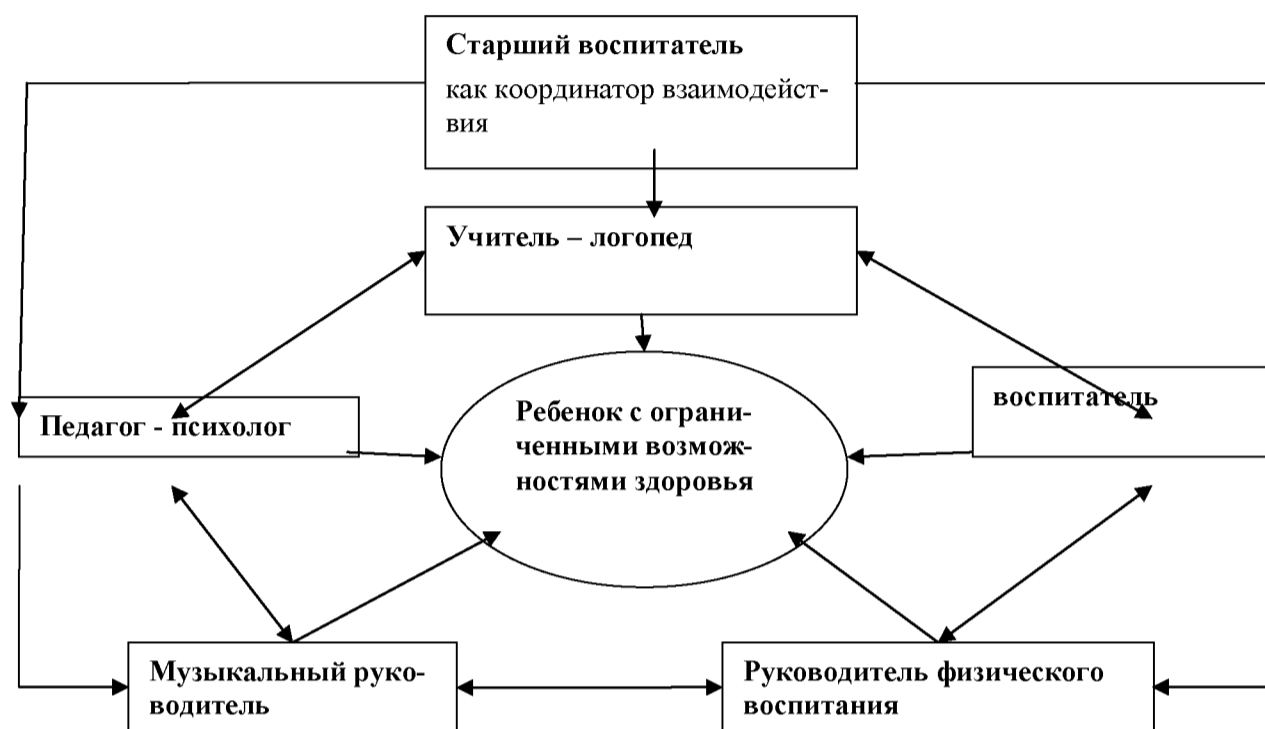 Старший воспитатель
как координатор взаимодейст-
вия
Учитель – логопед
Педагог - психолог
Ребенок с ограни-
ченными возмож-
ностями здоровья
воспитатель
Музыкальный руко-
водитель
Руководитель физического
воспитания